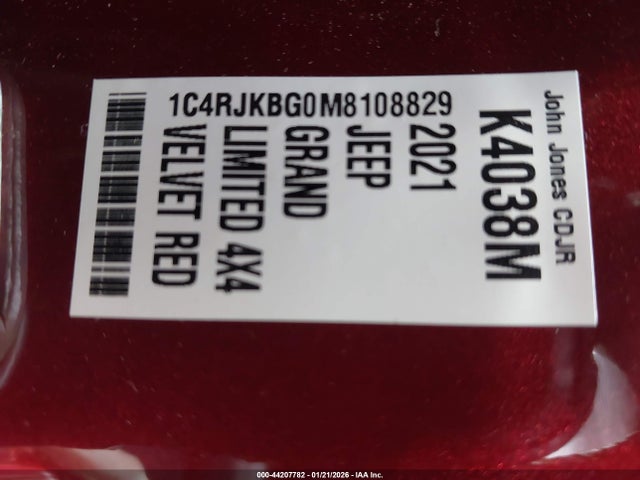 John Jones CDJR
K4038M
2021
JEEP
GRAND
LIMITED 4X4
VELVET RED
1C4RJKBG0M8108829
000-44207782 - 01/21/2026 - IAA Inc.